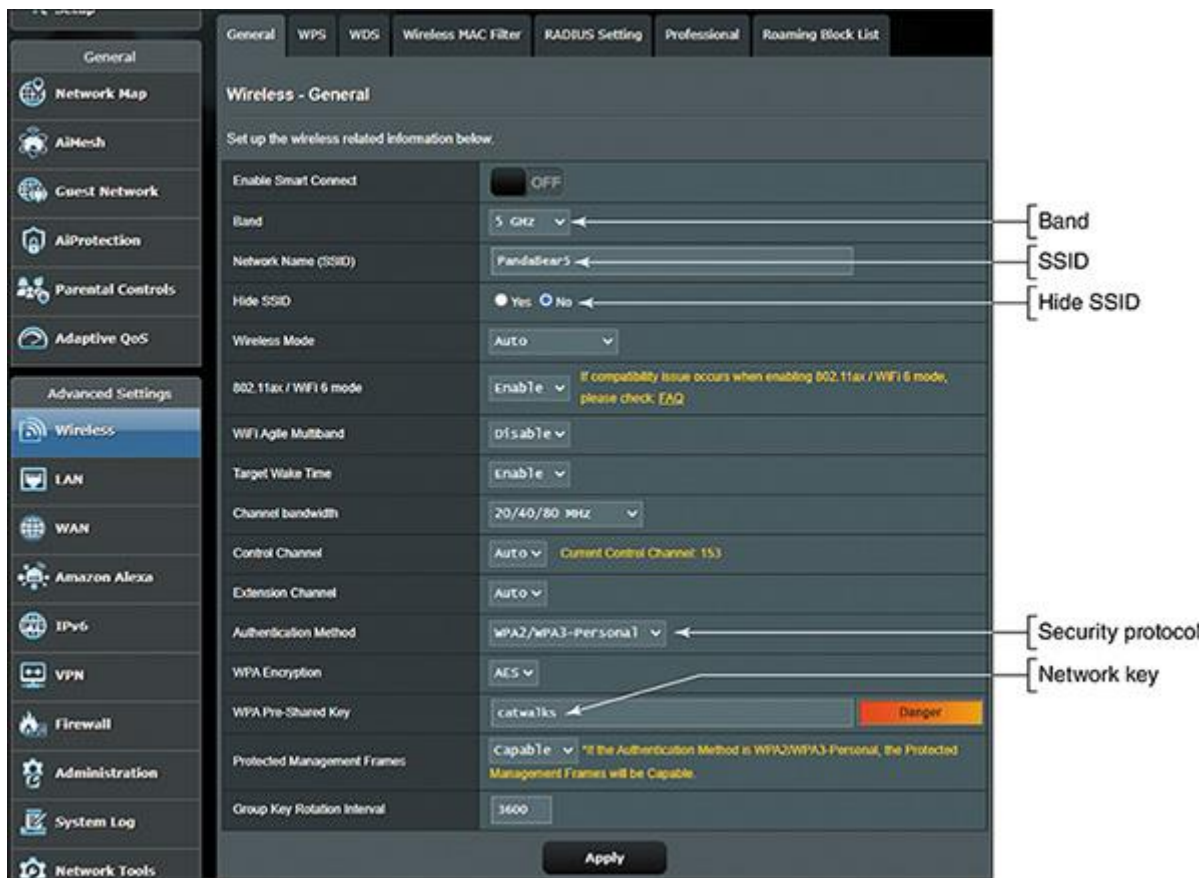 General WPS WDS Wireless MAC Filter RADIUS Setting Professional Roaming Block List
General
Network Map
AiMesh
Guest Network
AiProtection
Parental Controls
Adaptive QoS
Advanced Settings
Wireless
LAN
WAN
Amazon Alexa
IPv6
VPN
Firewall
Administration
System Log
Network Tools
Wireless - General
Set up the wireless related information below.
Enable Smart Connect OFF
Band 5 GHz Band
Network Name (SSID) PandaBear5 SSID
Hide SSID Yes No Hide SSID
Wireless Mode Auto
802.11ax / WiFi 6 mode Enable If compatibility issue occurs when enabling 802.11ax / WiFi 6 mode,
please check: FAQ
WiFi Agile Multiband Disable
Target Wake Time Enable
Channel bandwidth 20/40/80 MHz
Control Channel Auto Current Control Channel: 153
Extension Channel Auto
Authentication Method WPA2/WPA3-Personal Security protocol
WPA Encryption AES Network key
WPA Pre-Shared Key catwalks Danger
Protected Management Frames Capable *If the Authentication Method is WPA2/WPA3-Personal, the Protected
Management Frames will be Capable.
Group Key Rotation Interval 3600
Apply